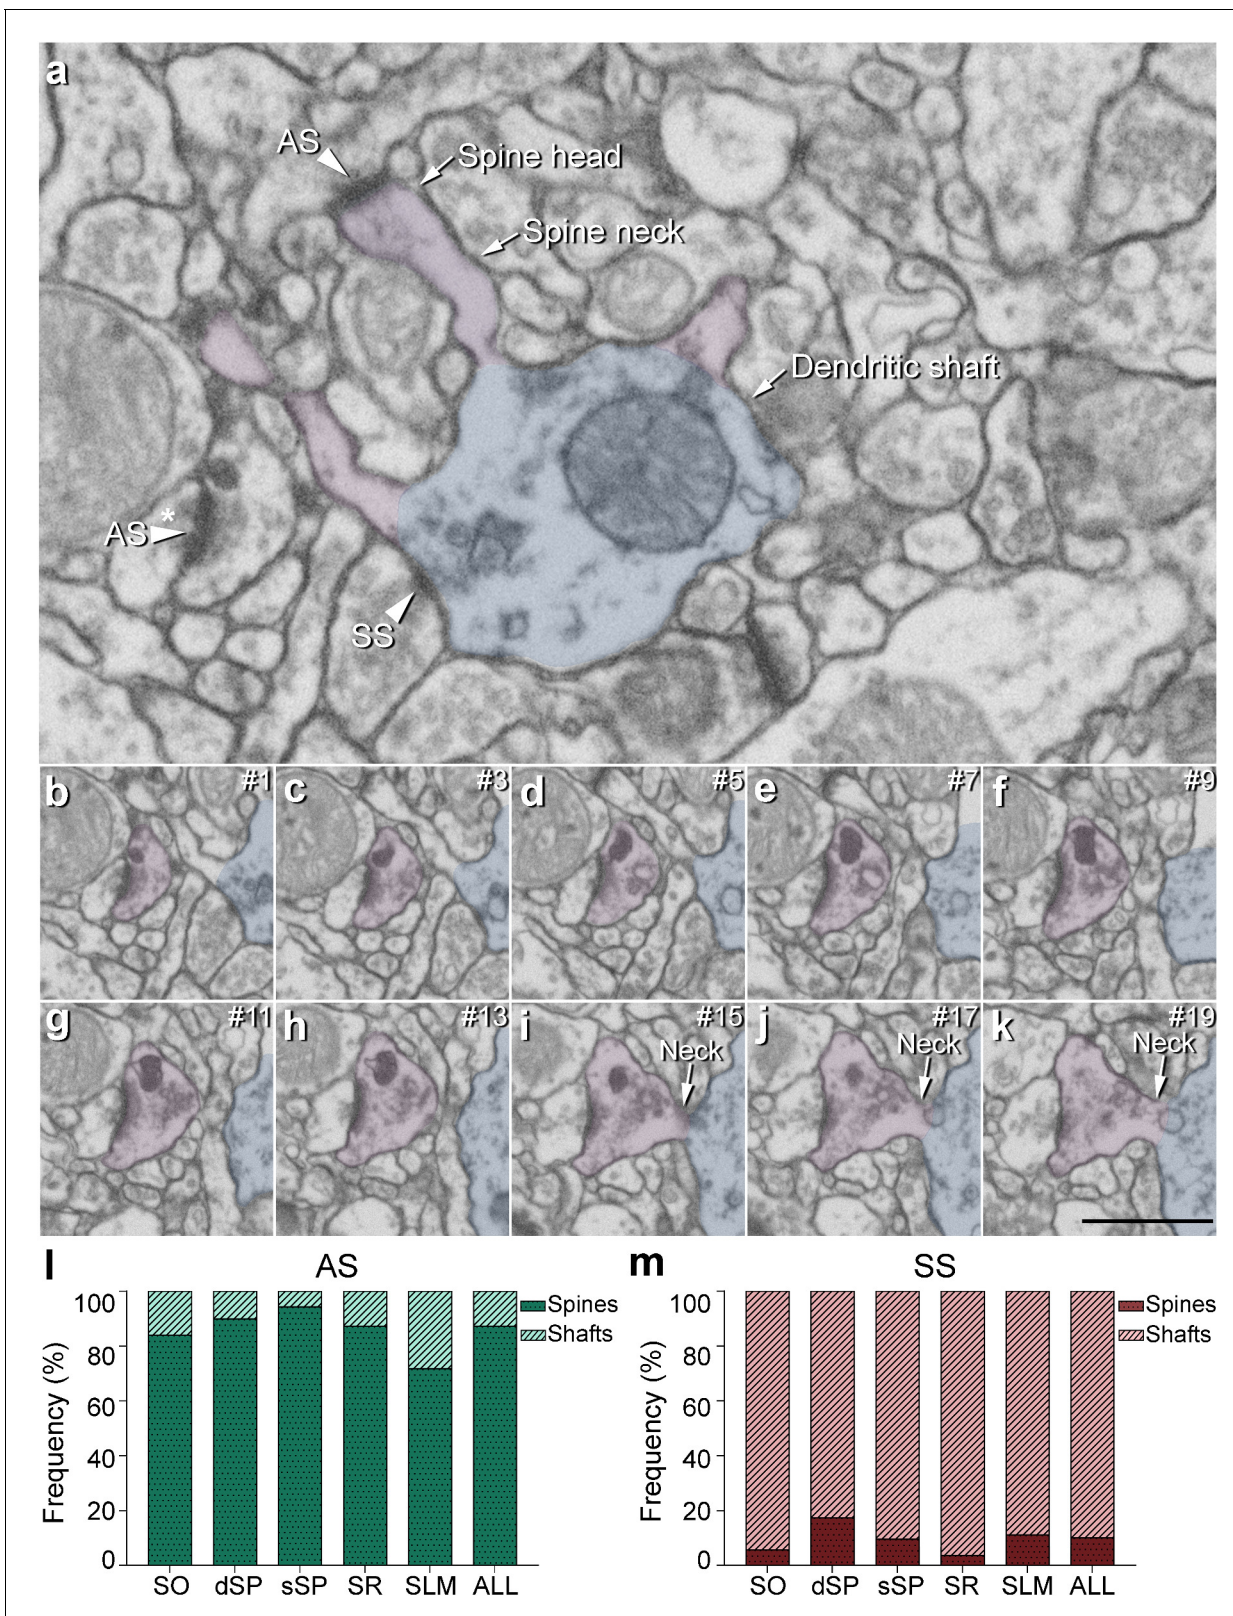 a
AS
Spine head
Spine neck
Dendritic shaft
AS *
SS
b #1
c #3
d #5
e #7
f #9
g #11
h #13
i #15
Neck
j #17
Neck
k #19
Neck
l AS
Frequency (%)
100
80
60
40
20
0
SO dSP sSP SR SLM ALL
Spines
Shafts
m SS
Frequency (%)
100
80
60
40
20
0
SO dSP sSP SR SLM ALL
Spines
Shafts